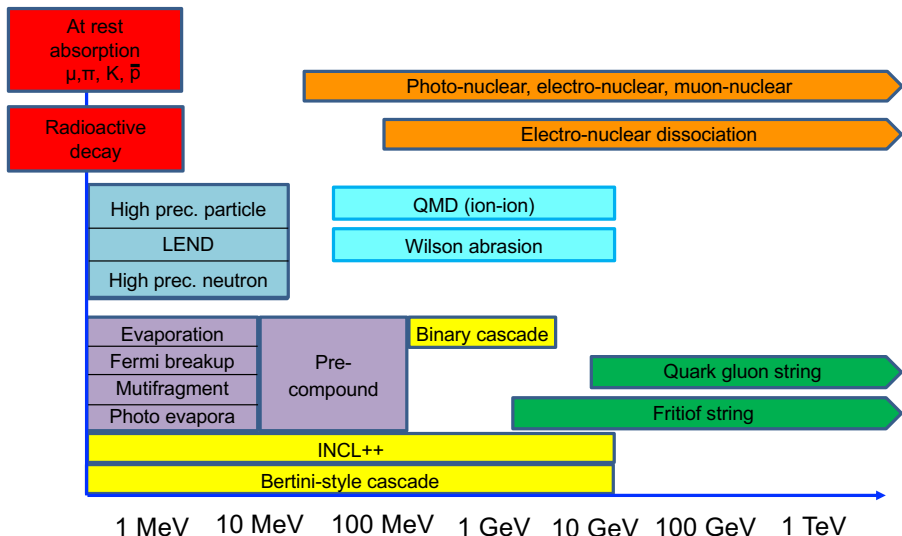 At rest
absorption
μ,π, K, p̅
Radioactive
decay
Photo-nuclear, electro-nuclear, muon-nuclear
Electro-nuclear dissociation
High prec. particle
LEND
High prec. neutron
QMD (ion-ion)
Wilson abrasion
Evaporation
Fermi breakup
Mutifragment
Photo evapora
Pre-
compound
Binary cascade
Quark gluon string
Fritiof string
INCL++
Bertini-style cascade
1 MeV 10 MeV 100 MeV 1 GeV 10 GeV 100 GeV 1 TeV